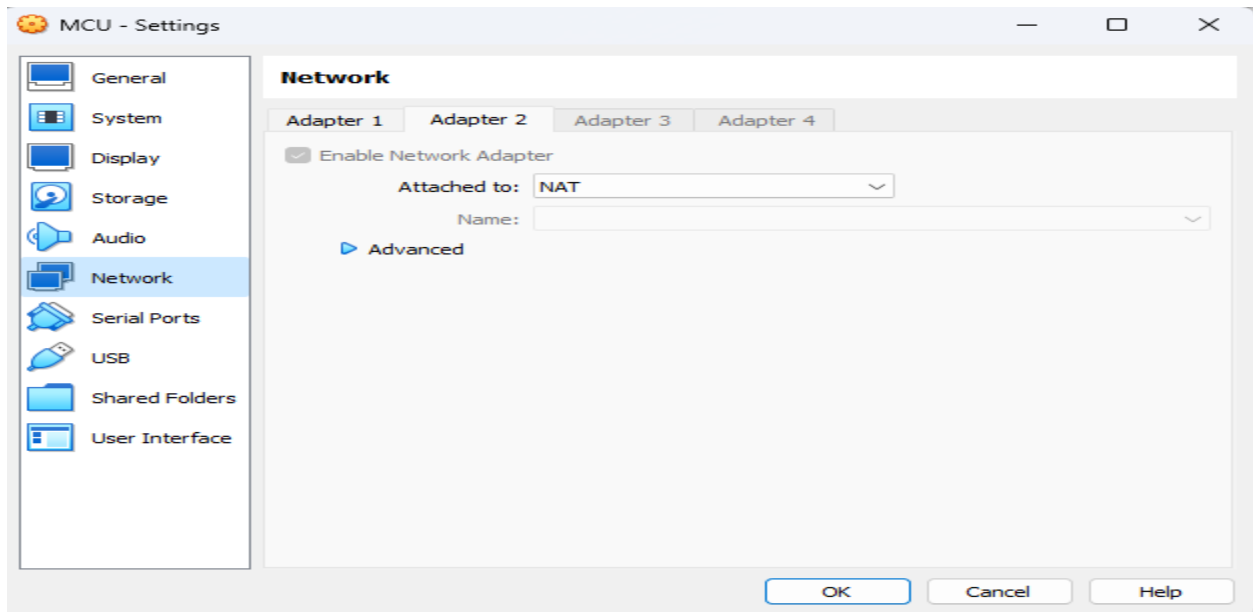 MCU - Settings
General
System
Display
Storage
Audio
Network
Serial Ports
USB
Shared Folders
User Interface
Network
Adapter 1 Adapter 2 Adapter 3 Adapter 4
Enable Network Adapter
Attached to: NAT
Name:
Advanced
OK Cancel Help